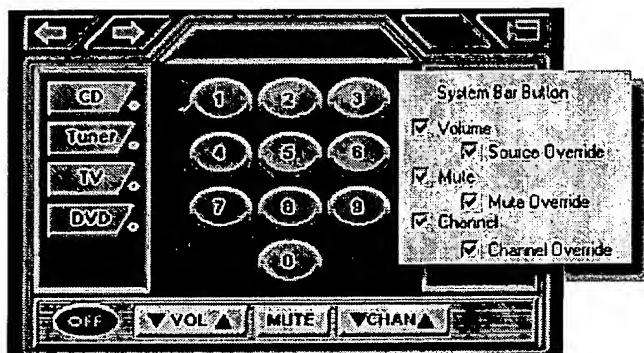 CD
Tuner
TV
DVD
1 2 3
4 5 6
7 8 9
0
System Bar Button
Volume
Source Override
Mute
Mute Override
Channel
Channel Override
OFF
VOL
MUTE
CHAN